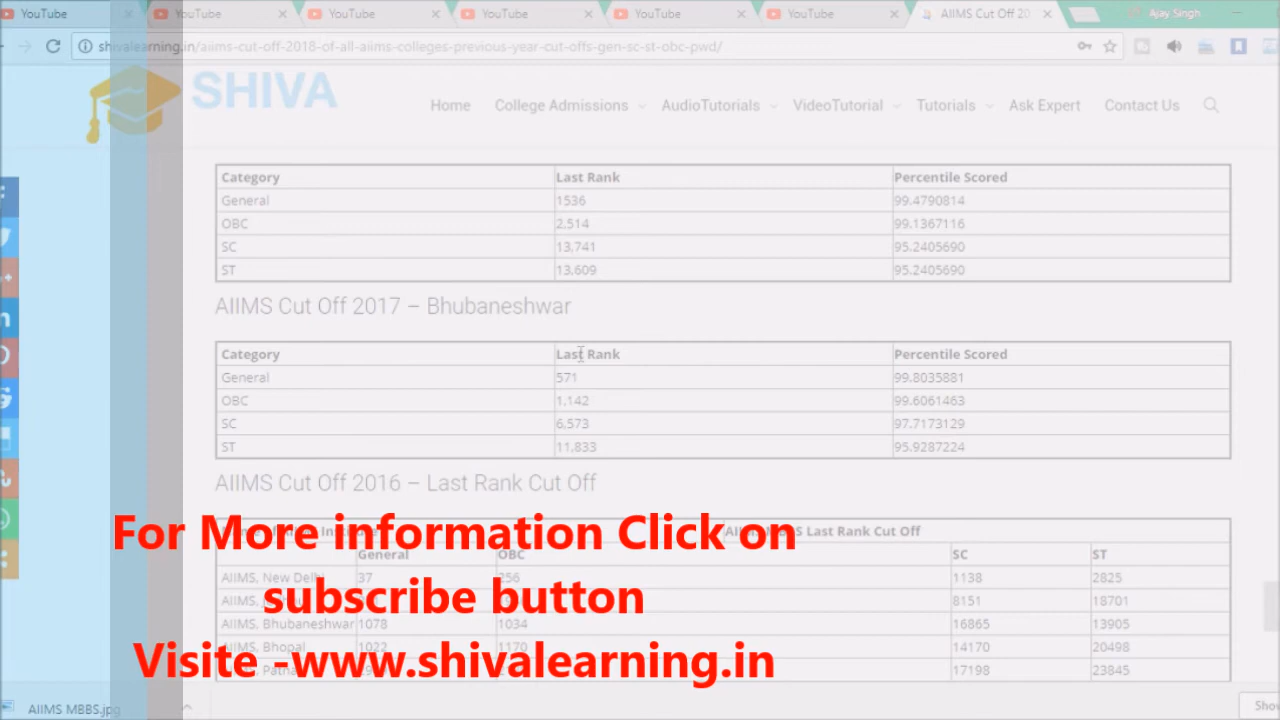 YouTube YouTube YouTube YouTube YouTube YouTube AIIMS Cut Off 20 Ajay Singh
shivalearning.in/aiims-cut-off-2018-of-all-aiims-colleges-previous-year-cut-offs-gen-sc-st-obc-pwd/
SHIVA
Home College Admissions AudioTutorials VideoTutorial Tutorials Ask Expert Contact Us
Category Last Rank Percentile Scored
General 1536 99.4790814
OBC 2,514 99.1367116
SC 13,741 95.2405690
ST 13,609 95.2405690
AIIMS Cut Off 2017 – Bhubaneshwar
Category Last Rank Percentile Scored
General 571 99.8035881
OBC 1,142 99.6061463
SC 6,573 97.7173129
ST 11,833 95.9287224
AIIMS Cut Off 2016 – Last Rank Cut Off
Last Rank Cut Off
General OBC SC ST
AIIMS, New Delhi 37 256 1138 2825
AIIMS, 8151 18701
AIIMS, Bhubaneshwar 1078 1034 16865 13905
AIIMS, Bhopal 1022 1170 14170 20498
AIIMS, Patna 17198 23845
For More information Click on
subscribe button
Visite -www.shivalearning.in
AIIMS MBBS.jpg